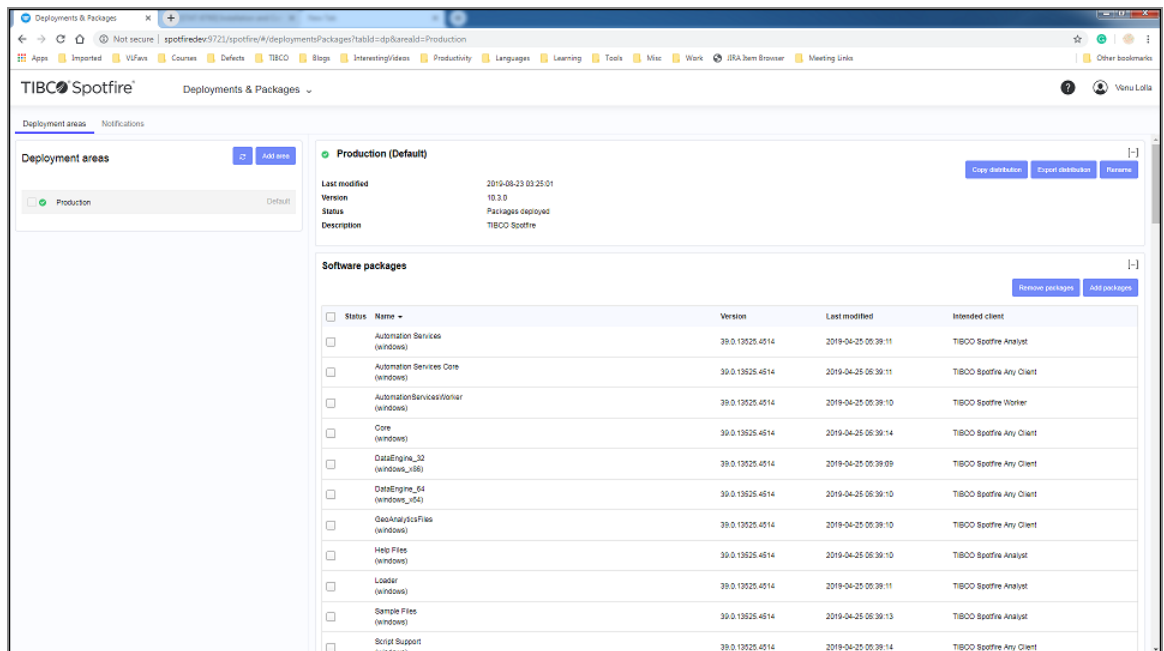 Deployments & Packages
Not secure | spotfiredev:9721/spotfire/#/deploymentsPackages?tabId=dp&areaId=Production
Apps Imported VLFavs Courses Defects TIBCO Blogs InterestingVideos Productivity Languages Learning Tools Misc Work JIRA Item Browser Meeting Links Other bookmarks
TIBCO Spotfire® Deployments & Packages ? Venu Lolla
Deployment areas Notifications
Deployment areas Add area
Production Default
Production (Default) [–]
Copy distribution Export distribution Rename
Last modified 2019-08-23 03:25:01
Version 10.3.0
Status Packages deployed
Description TIBCO Spotfire
Software packages [–]
Remove packages Add packages
Status Name Version Last modified Intended client
Automation Services
(windows) 39.0.13525.4514 2019-04-25 05:39:11 TIBCO Spotfire Analyst
Automation Services Core
(windows) 39.0.13525.4514 2019-04-25 05:39:11 TIBCO Spotfire Any Client
AutomationServicesWorker
(windows) 39.0.13525.4514 2019-04-25 05:39:10 TIBCO Spotfire Worker
Core
(windows) 39.0.13525.4514 2019-04-25 05:39:14 TIBCO Spotfire Any Client
DataEngine_32
(windows_x86) 39.0.13525.4514 2019-04-25 05:39:09 TIBCO Spotfire Any Client
DataEngine_64
(windows_x64) 39.0.13525.4514 2019-04-25 05:39:10 TIBCO Spotfire Any Client
GeoAnalyticsFiles
(windows) 39.0.13525.4514 2019-04-25 05:39:10 TIBCO Spotfire Any Client
Help Files
(windows) 39.0.13525.4514 2019-04-25 05:39:10 TIBCO Spotfire Analyst
Loader
(windows) 39.0.13525.4514 2019-04-25 05:39:11 TIBCO Spotfire Analyst
Sample Files
(windows) 39.0.13525.4514 2019-04-25 05:39:13 TIBCO Spotfire Analyst
Script Support
39.0.13525.4514 2019-04-25 05:39:14 TIBCO Spotfire Any Client